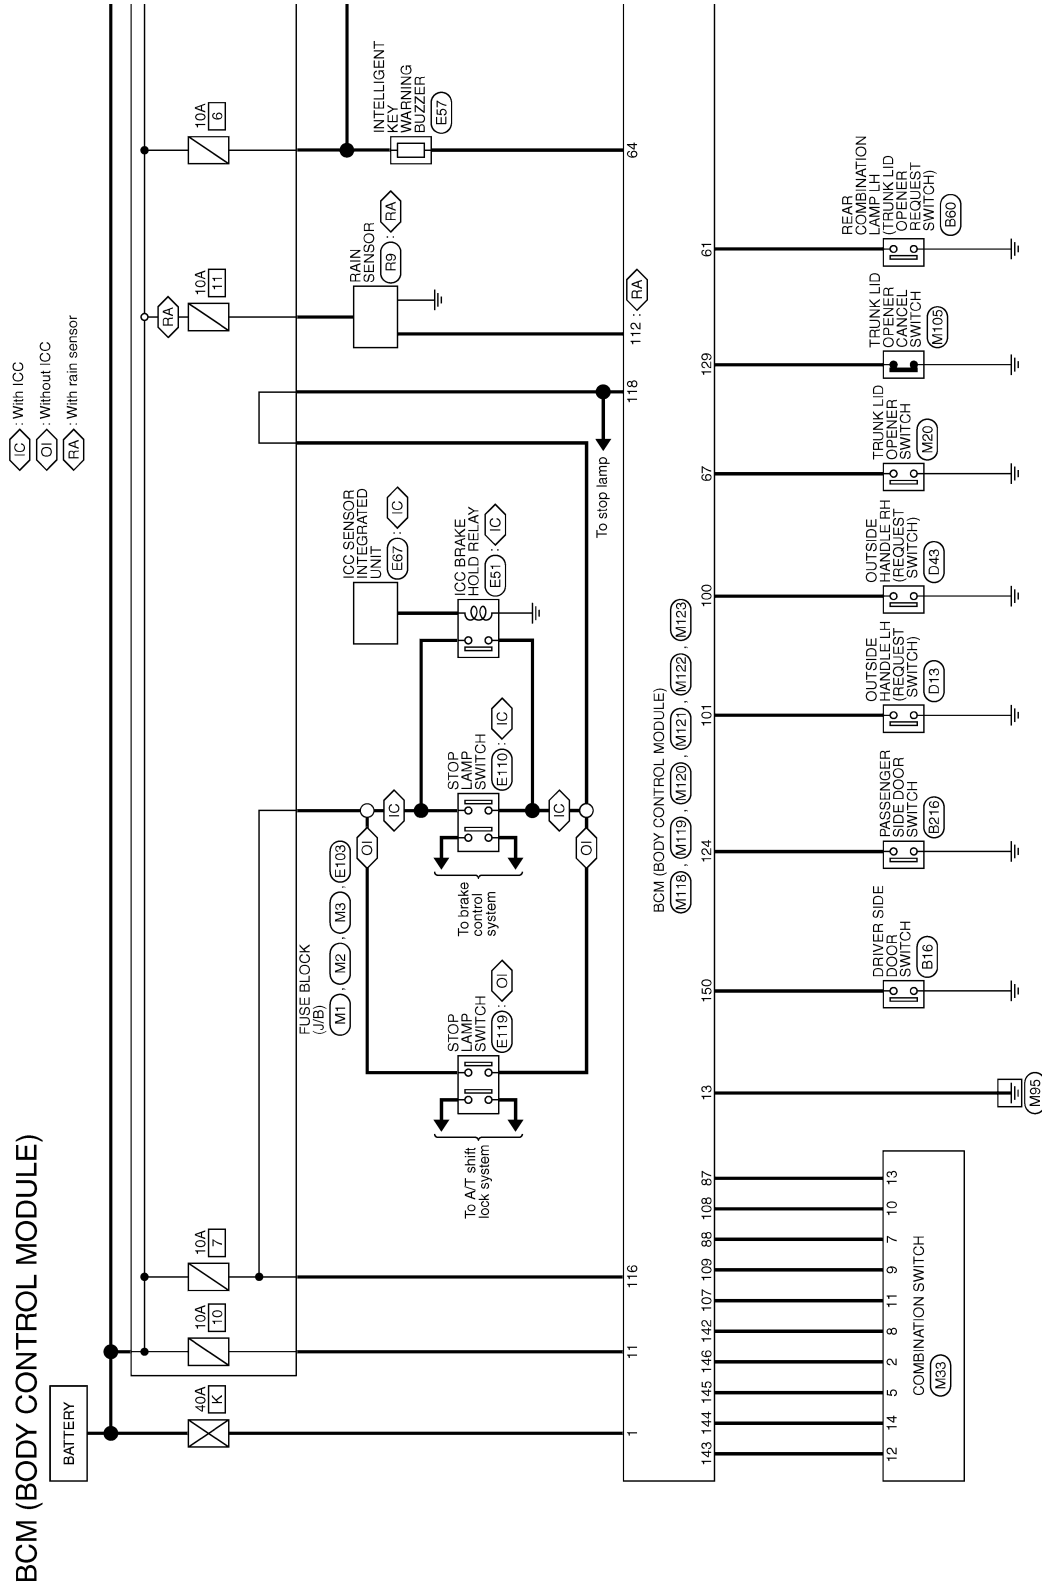 BCM (BODY CONTROL MODULE)
IC : With ICC
OI : Without ICC
RA : With rain sensor
BATTERY
40A
K
10A
10
10A
7
10A
11
RA
10A
6
FUSE BLOCK
(J/B)
M1 , M2 , M3 , E103
STOP
LAMP
SWITCH
E119 : OI
To A/T shift
lock system
OI
IC
STOP
LAMP
SWITCH
E110 : IC
To brake
control
system
OI
IC
ICC SENSOR
INTEGRATED
UNIT
E67 : IC
ICC BRAKE
HOLD RELAY
E51 : IC
To stop lamp
RAIN
SENSOR
R9 : RA
INTELLIGENT
KEY
WARNING
BUZZER
E57
1
11
116
118
112 : RA
64
BCM (BODY CONTROL MODULE)
M118 , M119 , M120 , M121 , M122 , M123
143
144
145
146
142
107
109
88
108
87
13
150
124
101
100
67
129
61
12
14
5
2
8
11
9
7
10
13
COMBINATION SWITCH
M33
M95
DRIVER SIDE
DOOR
SWITCH
B16
PASSENGER
SIDE DOOR
SWITCH
B216
OUTSIDE
HANDLE LH
(REQUEST
SWITCH)
D13
OUTSIDE
HANDLE RH
(REQUEST
SWITCH)
D43
TRUNK LID
OPENER
SWITCH
M20
TRUNK LID
OPENER
CANCEL
SWITCH
M105
REAR
COMBINATION
LAMP LH
(TRUNK LID
OPENER
REQUEST
SWITCH)
B60